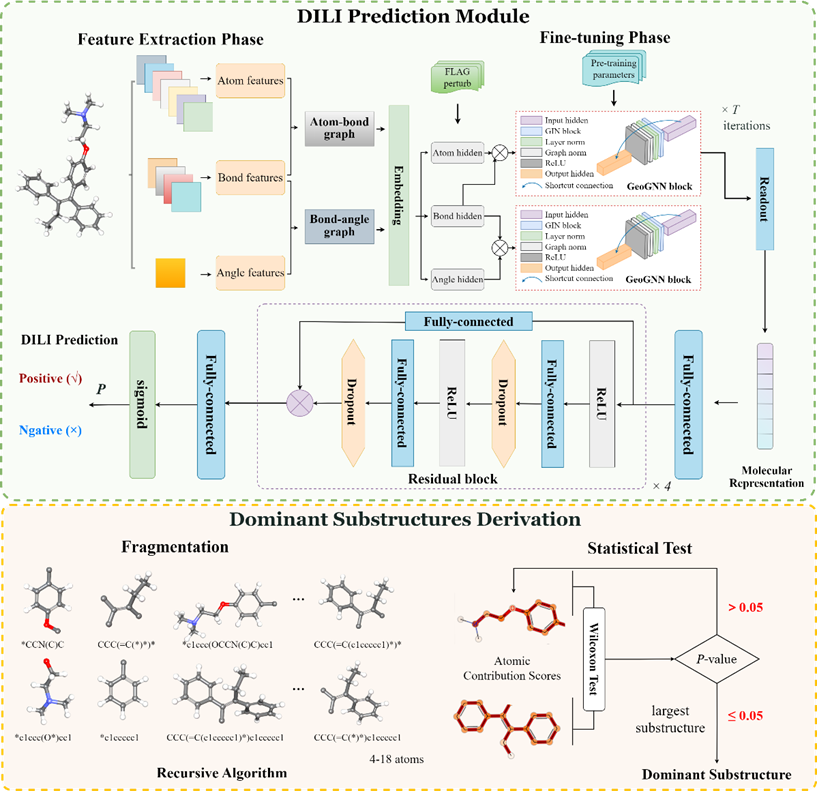 DILI Prediction Module
Feature Extraction Phase
Fine-tuning Phase
Atom features
Bond features
Angle features
Atom-bond
graph
Bond-angle
graph
Embedding
FLAG
perturb
Pre-training
parameters
Atom hidden
Bond hidden
Angle hidden
Input hidden
GIN block
Layer norm
Graph norm
ReLU
Output hidden
Shortcut connection
GeoGNN block
Input hidden
GIN block
Layer norm
Graph norm
ReLU
Output hidden
Shortcut connection
GeoGNN block
× T
iterations
Readout
DILI Prediction
Positive (√)
Ngative (×)
P
sigmoid
Fully-connected
Fully-connected
Dropout
Fully-connected
ReLU
Dropout
Fully-connected
ReLU
Residual block
× 4
Fully-connected
Molecular
Representation
Dominant Substructures Derivation
Fragmentation
Statistical Test
...
*CCN(C)C
CCC(=C(*)*)*
*c1ccc(OCCN(C)C)cc1
CCC(=C(c1ccccc1)*)*
...
*c1ccc(O*)cc1
*c1ccccc1
CCC(=C(c1ccccc1)*)c1ccccc1
CCC(=C(*)*)c1ccccc1
4-18 atoms
Recursive Algorithm
Atomic
Contribution Scores
Wilcoxon Test
P-value
> 0.05
≤ 0.05
largest
substructure
Dominant Substructure